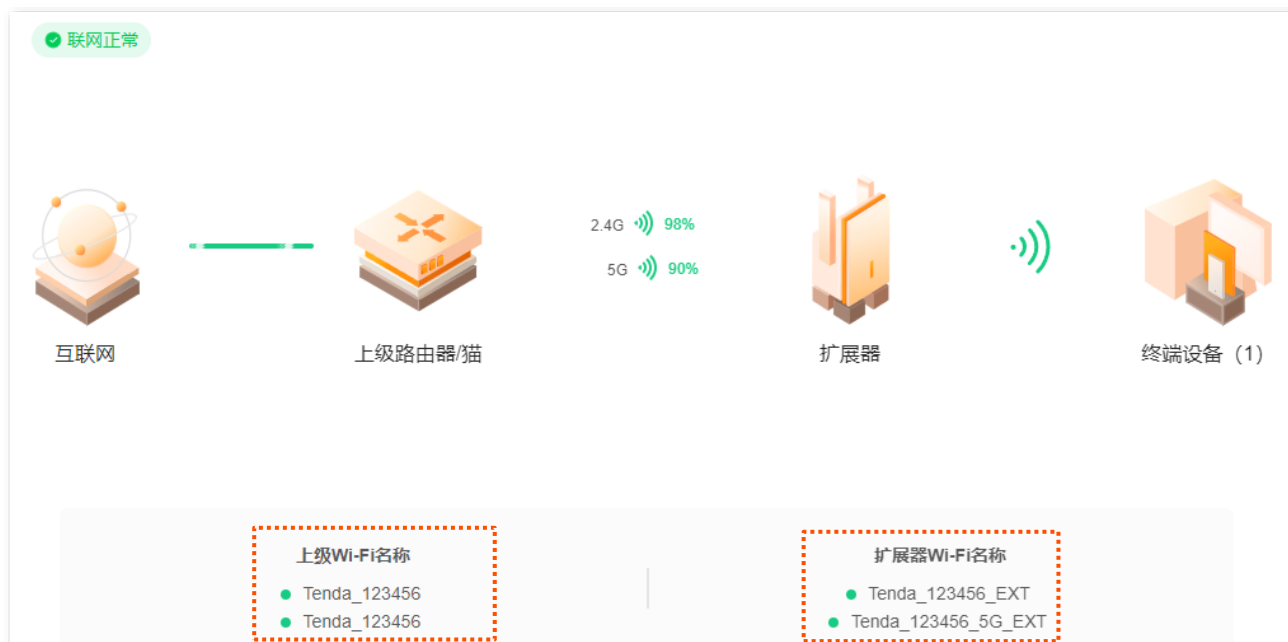 联网正常
2.4G 98%
5G 90%
互联网
上级路由器/猫
扩展器
终端设备（1）
上级Wi-Fi名称
扩展器Wi-Fi名称
Tenda_123456
Tenda_123456_EXT
Tenda_123456
Tenda_123456_5G_EXT